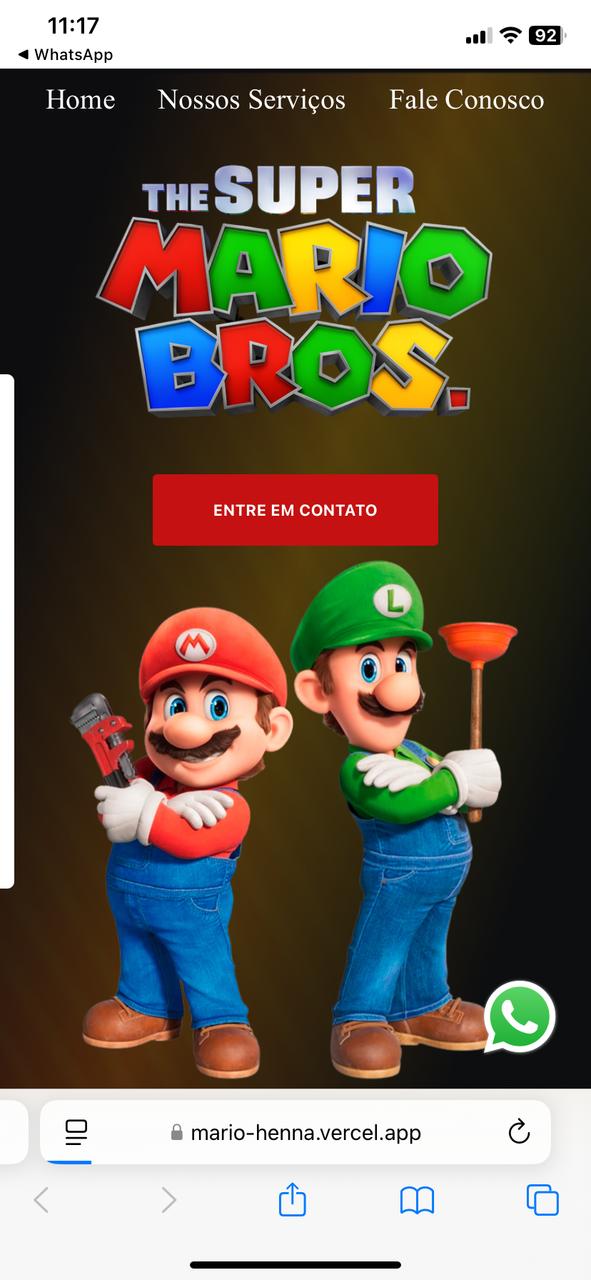 11:17
92
WhatsApp
Home Nossos Serviços Fale Conosco
THE SUPER
MARIO
BROS.
ENTRE EM CONTATO
M
L
mario-henna.vercel.app